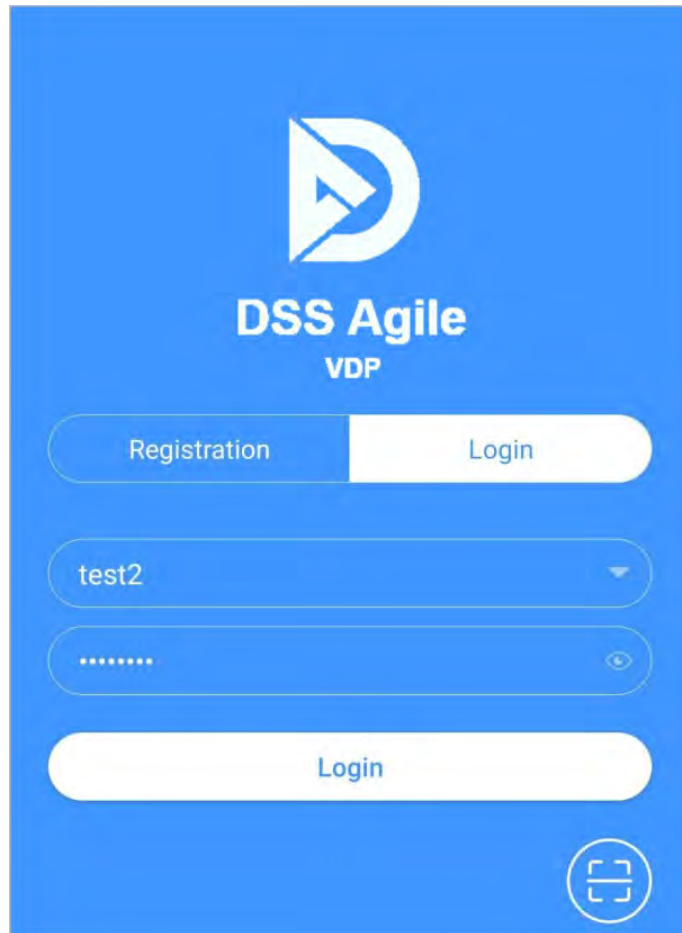 DSS Agile
VDP
Registration Login
test2
••••••••
Login